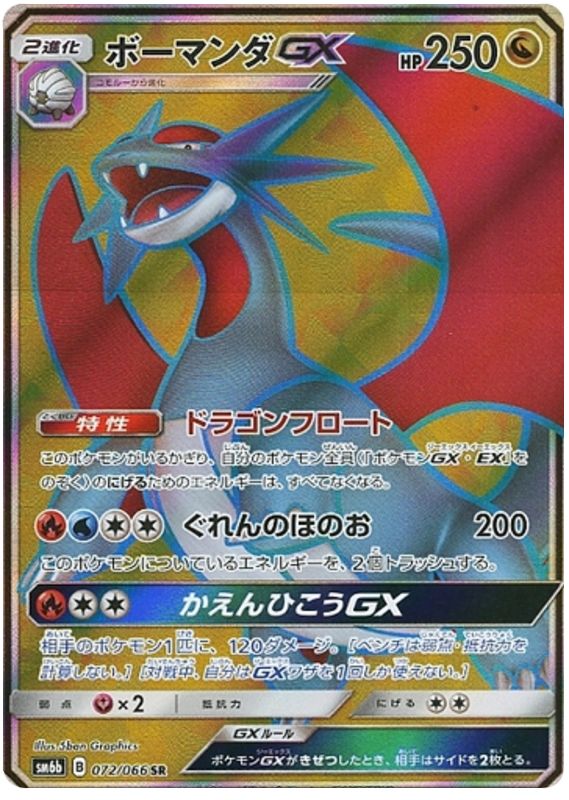 2進化 ボーマンダGX HP250
コモルーから進化
とくせい
特性 ドラゴンフロート
このポケモンがいるかぎり、自分のポケモン全員(「ポケモンGX・EX」を
のぞく)のにげるためのエネルギーは、すべてなくなる。
ぐれんのほのお 200
このポケモンについているエネルギーを、2個トラッシュする。
かえんひこうGX
相手のポケモン1匹に、120ダメージ。[ベンチは弱点・抵抗力を
計算しない。][対戦中、自分はGXワザを1回しか使えない。]
弱点 ×2 抵抗力 にげる
Illus. 5ban Graphics
GXルール
ポケモンGXがきぜつしたとき、相手はサイドを2枚とる。
SM6b B 072/066 SR